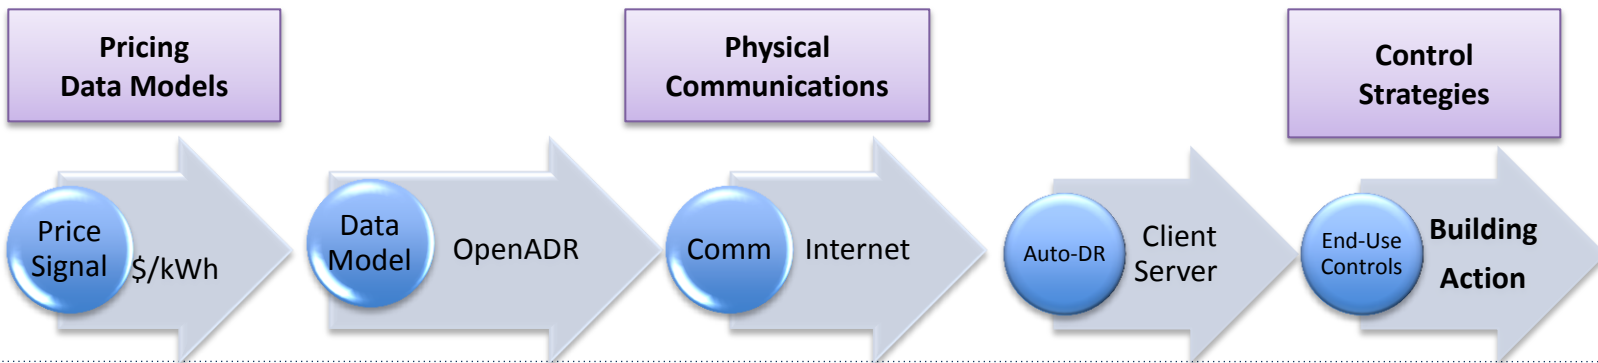 Pricing
Data Models
Physical
Communications
Control
Strategies
Price
Signal
$/kWh
Data
Model
OpenADR
Comm
Internet
Auto-DR
Client
Server
End-Use
Controls
Building
Action